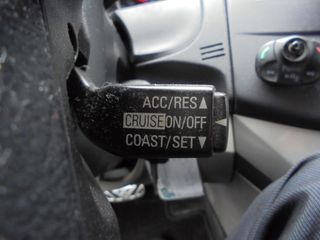 ACC/RES▲
CRUISE ON/OFF
COAST/SET▼